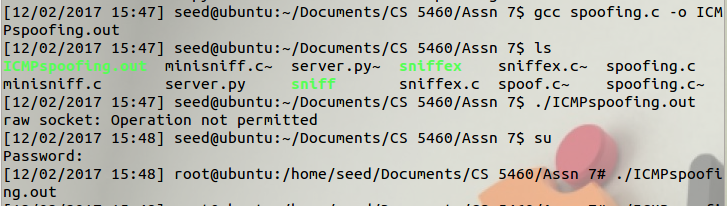 [12/02/2017 15:47] seed@ubuntu:~/Documents/CS 5460/Assn 7$ gcc spoofing.c -o ICM
Pspoofing.out
[12/02/2017 15:47] seed@ubuntu:~/Documents/CS 5460/Assn 7$ ls
ICMPspoofing.out minisniff.c~ server.py~ sniffex sniffex.c~ spoofing.c
minisniff.c server.py sniff sniffex.c spoof.c~ spoofing.c~
[12/02/2017 15:47] seed@ubuntu:~/Documents/CS 5460/Assn 7$ ./ICMPspoofing.out
raw socket: Operation not permitted
[12/02/2017 15:48] seed@ubuntu:~/Documents/CS 5460/Assn 7$ su
Password:
[12/02/2017 15:48] root@ubuntu:/home/seed/Documents/CS 5460/Assn 7# ./ICMPspoofi
ng.out